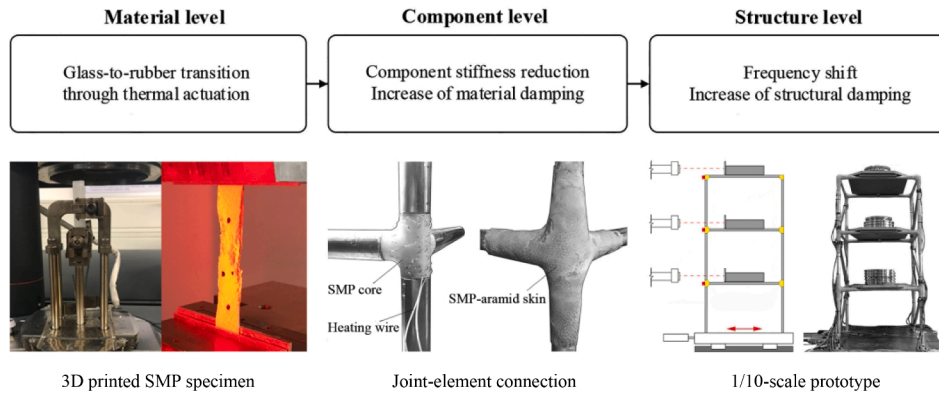 Material level
Component level
Structure level
Glass-to-rubber transition
through thermal actuation
Component stiffness reduction
Increase of material damping
Frequency shift
Increase of structural damping
SMP core
Heating wire
SMP-aramid skin
3D printed SMP specimen
Joint-element connection
1/10-scale prototype